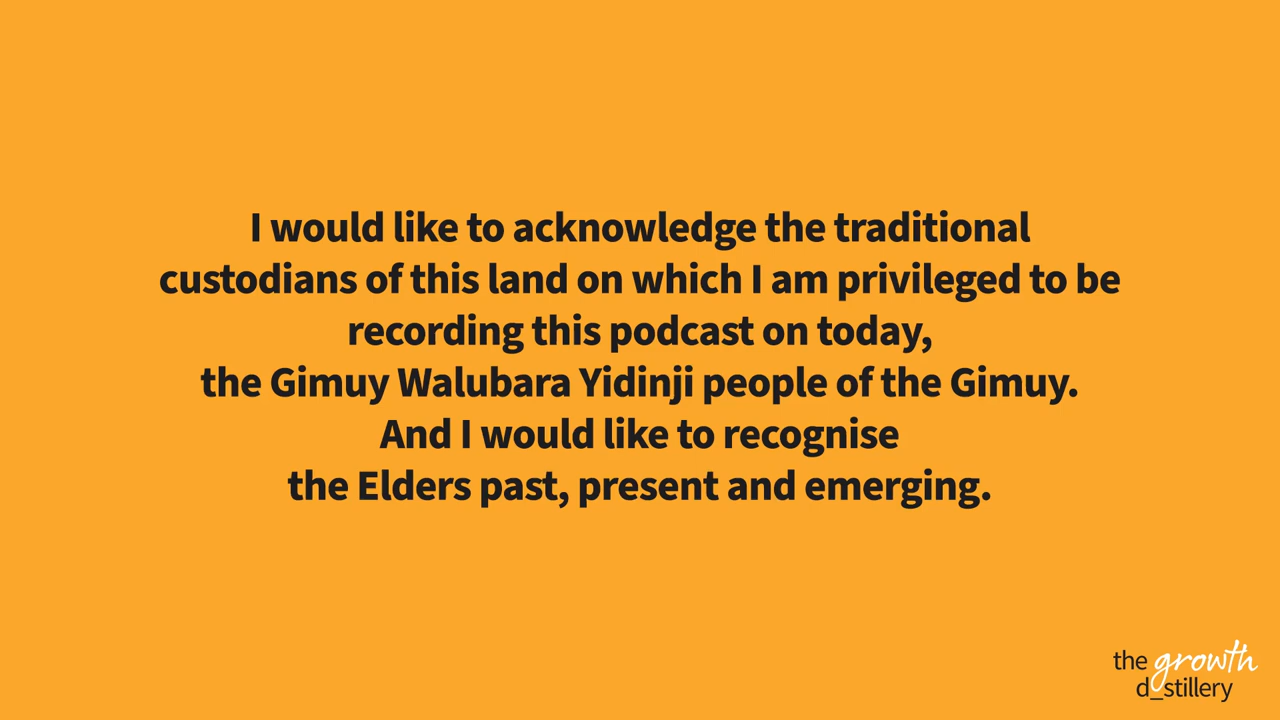 I would like to acknowledge the traditional
custodians of this land on which I am privileged to be
recording this podcast on today,
the Gimuy Walubara Yidinji people of the Gimuy.
And I would like to recognise
the Elders past, present and emerging.
the growth
d_stillery